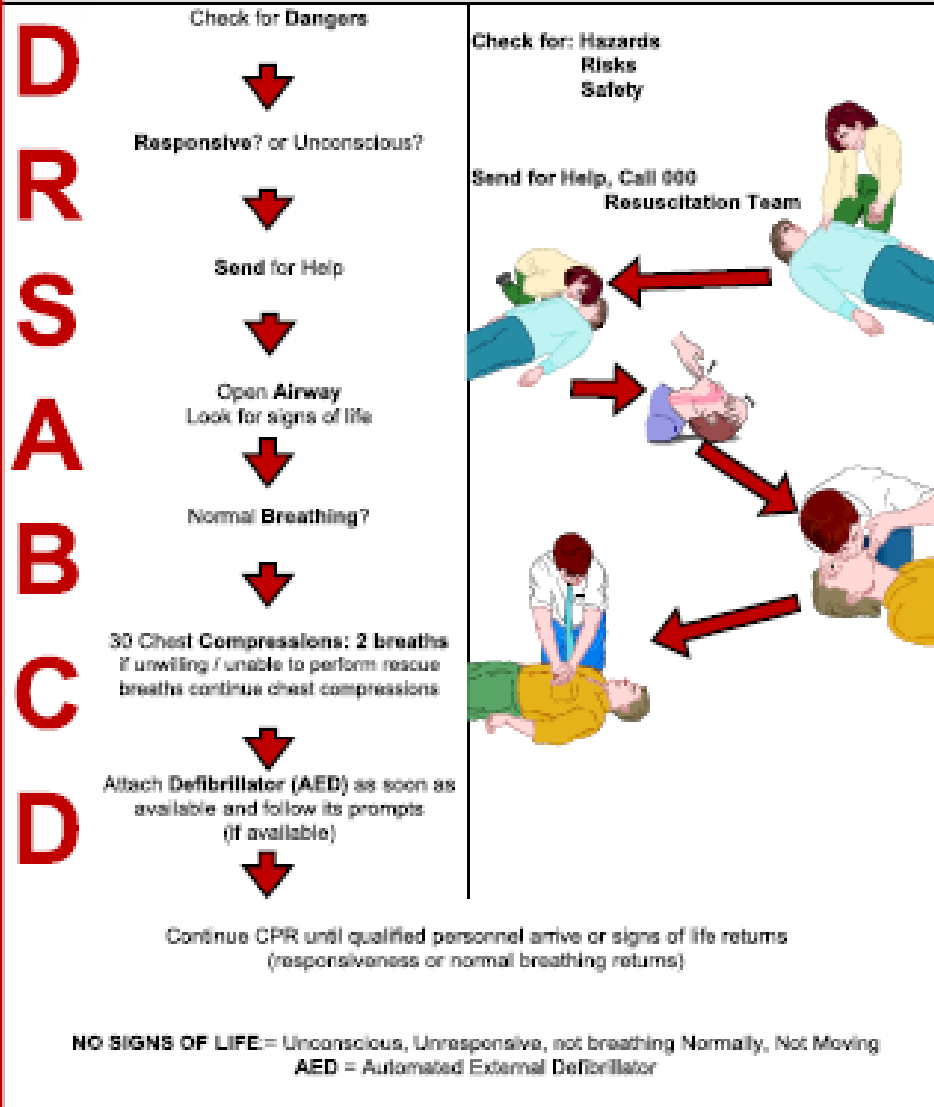 D
Check for Dangers
R
Responsive? or Unconscious?
S
Send for Help
A
Open Airway
Look for signs of life
B
Normal Breathing?
C
30 Chest Compressions: 2 breaths
if unwilling / unable to perform rescue
breaths continue chest compressions
D
Attach Defibrillator (AED) as soon as
available and follow its prompts
(if available)
Check for: Hazards
Risks
Safety
Send for Help, Call 000
Resuscitation Team
Continue CPR until qualified personnel arrive or signs of life returns
(responsiveness or normal breathing returns)
NO SIGNS OF LIFE:= Unconscious, Unresponsive, not breathing Normally, Not Moving
AED = Automated External Defibrillator